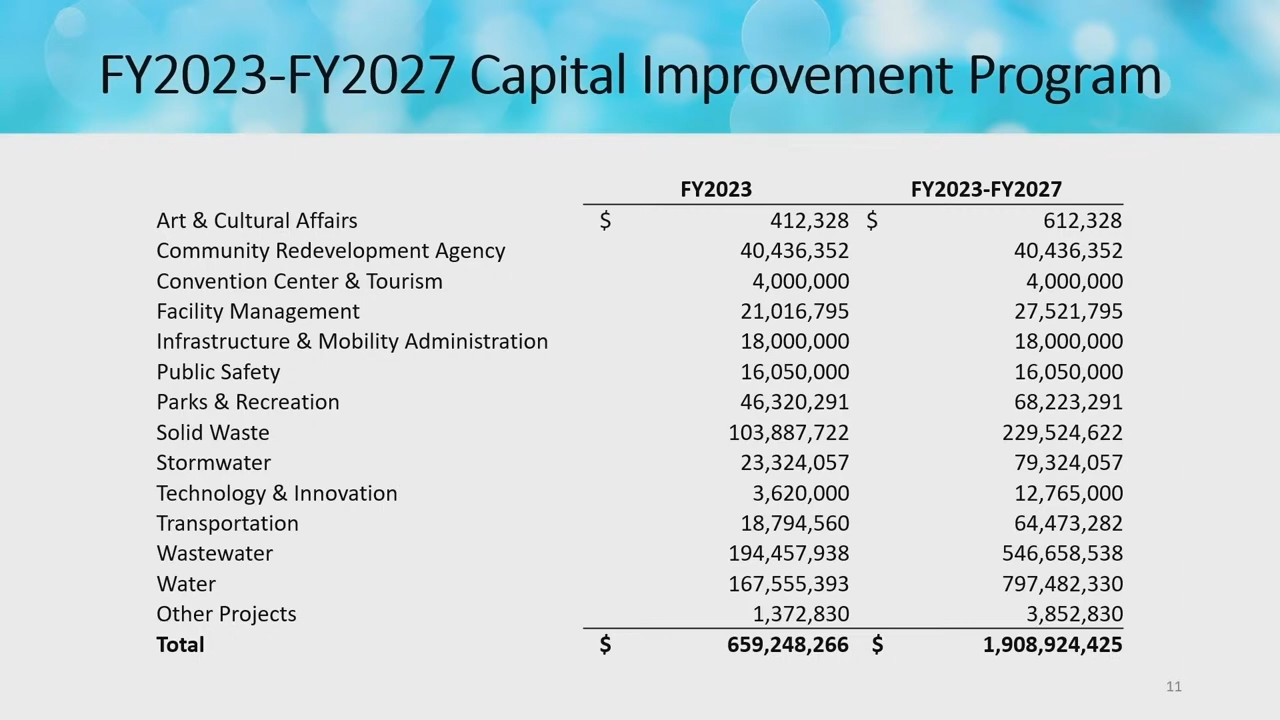 FY2023-FY2027 Capital Improvement Program
FY2023 FY2023-FY2027
Art & Cultural Affairs $ 412,328 $ 612,328
Community Redevelopment Agency 40,436,352 40,436,352
Convention Center & Tourism 4,000,000 4,000,000
Facility Management 21,016,795 27,521,795
Infrastructure & Mobility Administration 18,000,000 18,000,000
Public Safety 16,050,000 16,050,000
Parks & Recreation 46,320,291 68,223,291
Solid Waste 103,887,722 229,524,622
Stormwater 23,324,057 79,324,057
Technology & Innovation 3,620,000 12,765,000
Transportation 18,794,560 64,473,282
Wastewater 194,457,938 546,658,538
Water 167,555,393 797,482,330
Other Projects 1,372,830 3,852,830
Total $ 659,248,266 $ 1,908,924,425
11